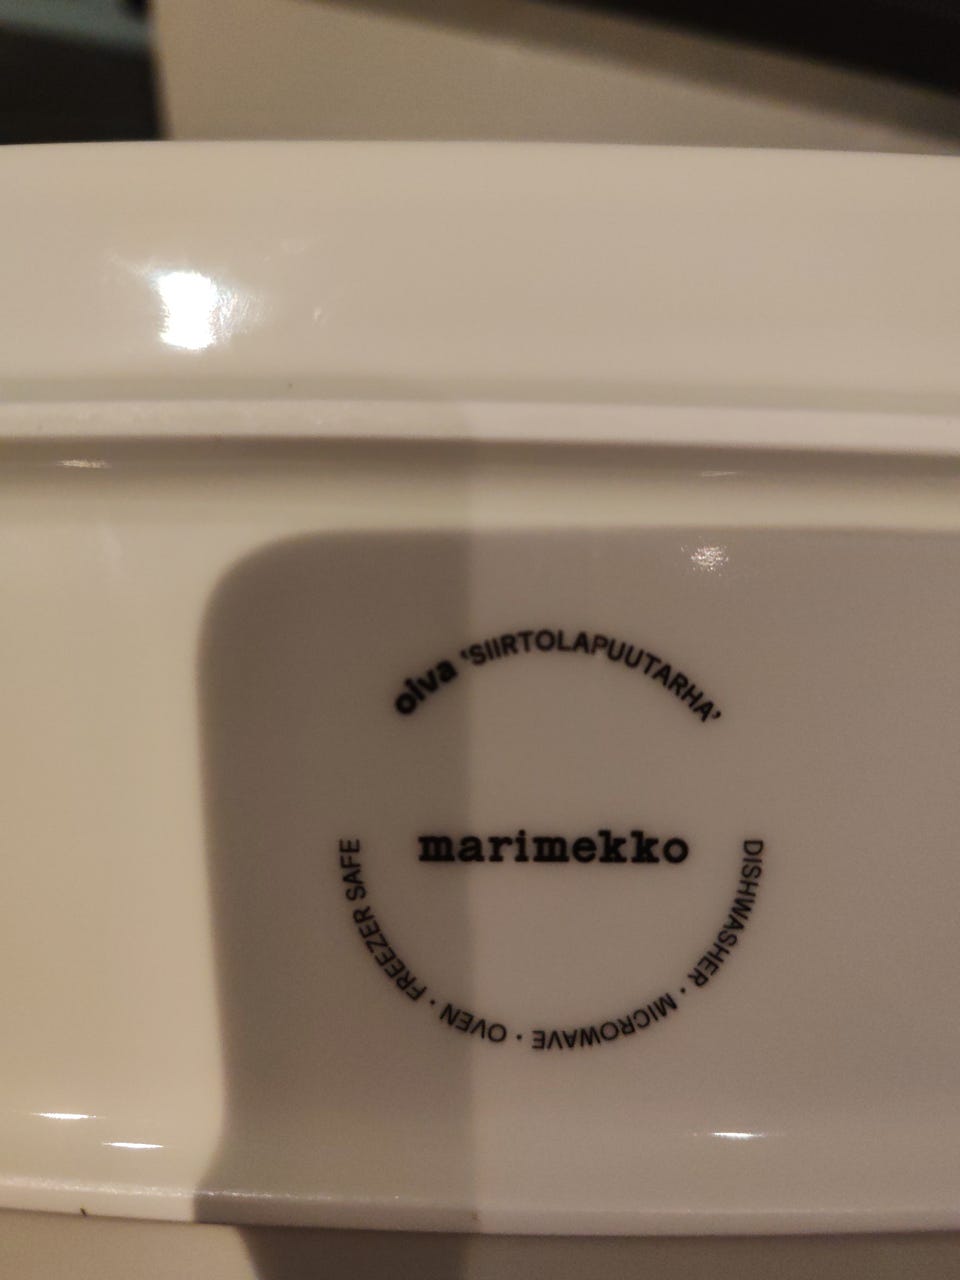 oiva ‘SIIRTOLAPUUTARHA’
marimekko
DISHWASHER · MICROWAVE · OVEN · FREEZER SAFE